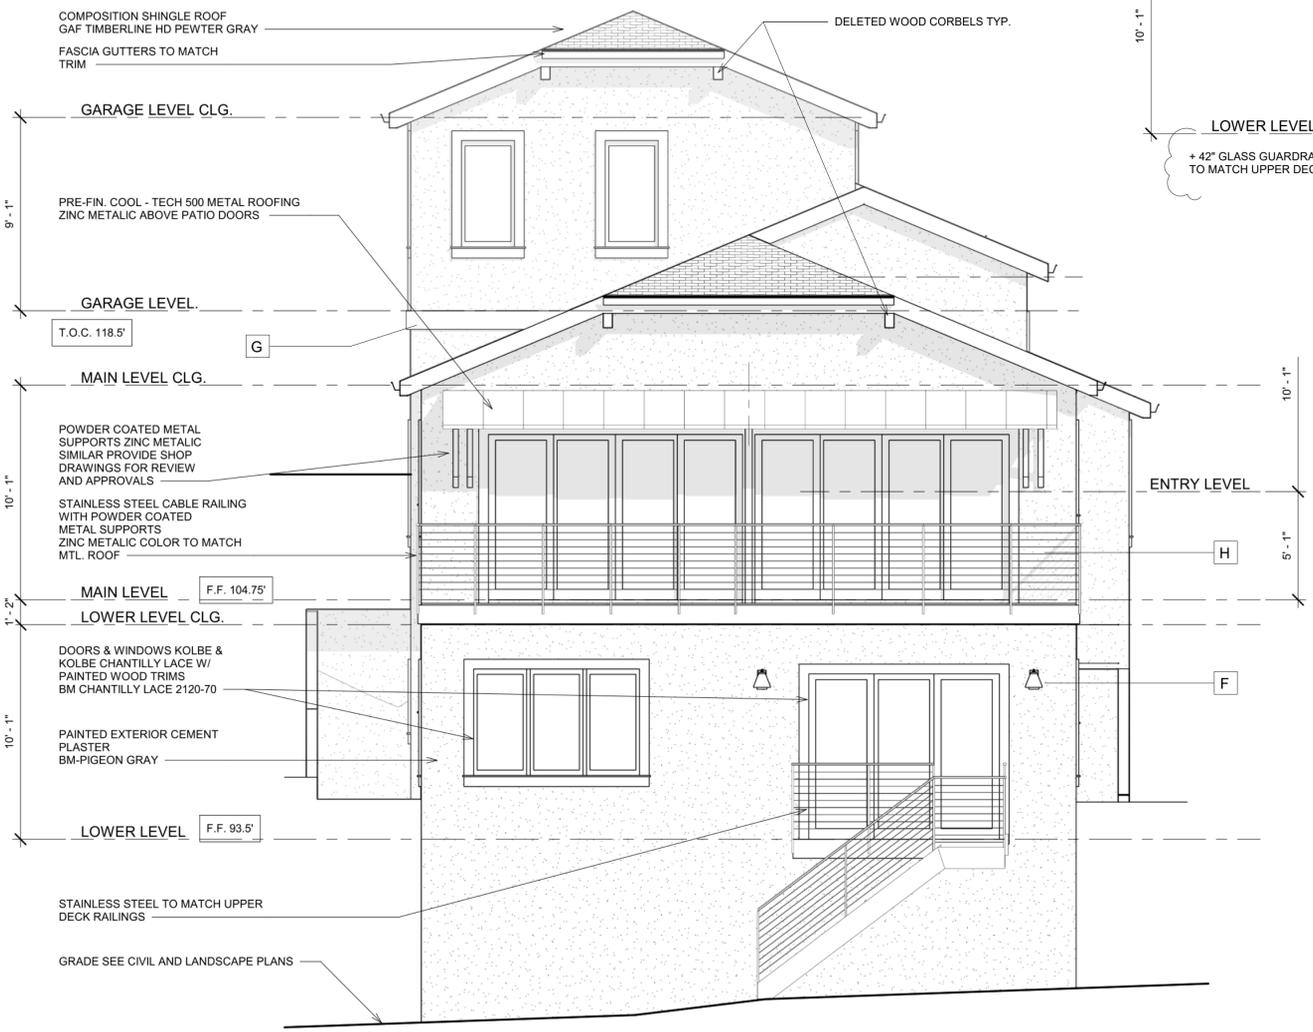 COMPOSITION SHINGLE ROOF
GAF TIMBERLINE HD PEWTER GRAY
DELETED WOOD CORBELS TYP.
10' - 1"
FASCIA GUTTERS TO MATCH
TRIM
GARAGE LEVEL CLG.
LOWER LEVEL
+ 42" GLASS GUARDRA
TO MATCH UPPER DEC
9' - 1"
PRE-FIN. COOL - TECH 500 METAL ROOFING
ZINC METALIC ABOVE PATIO DOORS
GARAGE LEVEL.
T.O.C. 118.5'
G
MAIN LEVEL CLG.
10' - 1"
POWDER COATED METAL
SUPPORTS ZINC METALIC
SIMILAR PROVIDE SHOP
DRAWINGS FOR REVIEW
AND APPROVALS
10' - 1"
ENTRY LEVEL
STAINLESS STEEL CABLE RAILING
WITH POWDER COATED
METAL SUPPORTS
ZINC METALIC COLOR TO MATCH
MTL. ROOF
5' - 1"
H
MAIN LEVEL
F.F. 104.75'
1' - 2"
LOWER LEVEL CLG.
DOORS & WINDOWS KOLBE &
KOLBE CHANTILLY LACE W/
PAINTED WOOD TRIMS
BM CHANTILLY LACE 2120-70
F
10' - 1"
PAINTED EXTERIOR CEMENT
PLASTER
BM-PIGEON GRAY
LOWER LEVEL
F.F. 93.5'
STAINLESS STEEL TO MATCH UPPER
DECK RAILINGS
GRADE SEE CIVIL AND LANDSCAPE PLANS